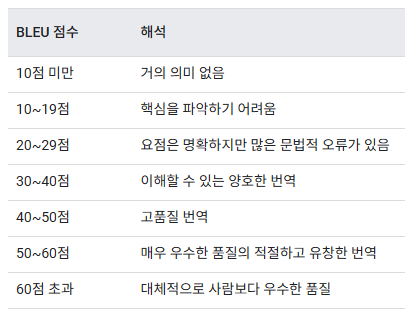 BLEU 점수 해석
10점 미만 거의 의미 없음
10~19점 핵심을 파악하기 어려움
20~29점 요점은 명확하지만 많은 문법적 오류가 있음
30~40점 이해할 수 있는 양호한 번역
40~50점 고품질 번역
50~60점 매우 우수한 품질의 적절하고 유창한 번역
60점 초과 대체적으로 사람보다 우수한 품질